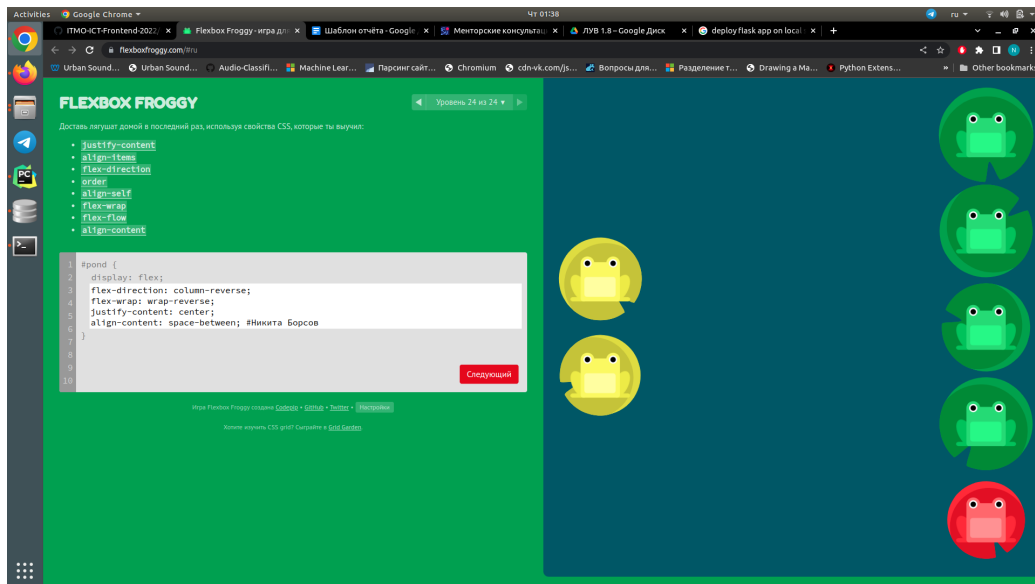 Activities
Google Chrome
Чт 01:38
ru
ITMO-ICT-Frontend-2022/
Flexbox Froggy - игра для
Шаблон отчёта - Google
Менторские консультац
ЛУВ 1.8 – Google Диск
deploy flask app on local
flexboxfroggy.com/#ru
Urban Sound…
Urban Sound…
Audio-Classifi…
Machine Lear…
Парсинг сайт…
Chromium
cdn-vk.com/js…
Вопросы для…
Разделение т…
Drawing a Ma…
Python Extens…
»
Other bookmarks
FLEXBOX FROGGY
Уровень 24 из 24
Доставь лягушат домой в последний раз, используя свойства CSS, которые ты выучил:
• justify-content
• align-items
• flex-direction
• order
• align-self
• flex-wrap
• flex-flow
• align-content
1 #pond {
2 display: flex;
3 flex-direction: column-reverse;
4 flex-wrap: wrap-reverse;
5 justify-content: center;
6 align-content: space-between; #Никита Борсов
7 }
8
9
10
Следующий
Игра Flexbox Froggy создана Codepip • GitHub • Twitter • Настройки
Хотите изучить CSS grid? Сыграйте в Grid Garden